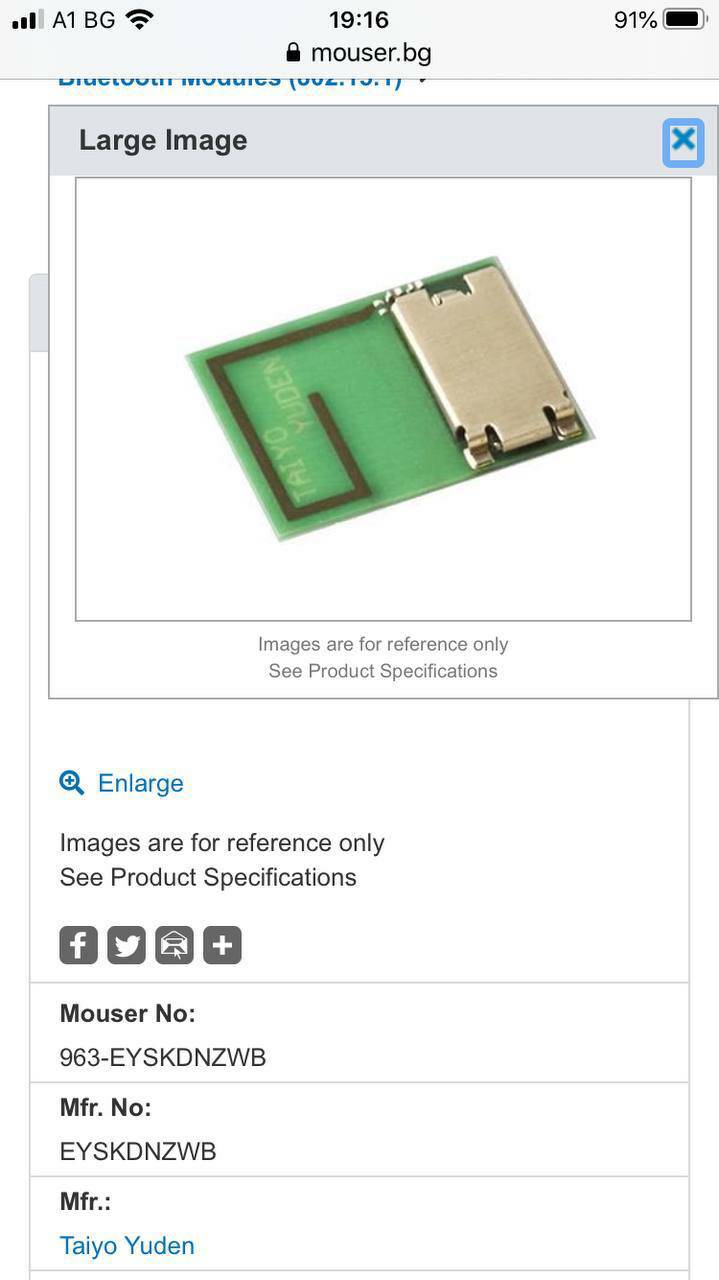 A1 BG
19:16
91%
mouser.bg
Bluetooth Modules (802.15.1)
Large Image
TAIYO YUDEN
Images are for reference only
See Product Specifications
Enlarge
Images are for reference only
See Product Specifications
Mouser No:
963-EYSKDNZWB
Mfr. No:
EYSKDNZWB
Mfr.:
Taiyo Yuden